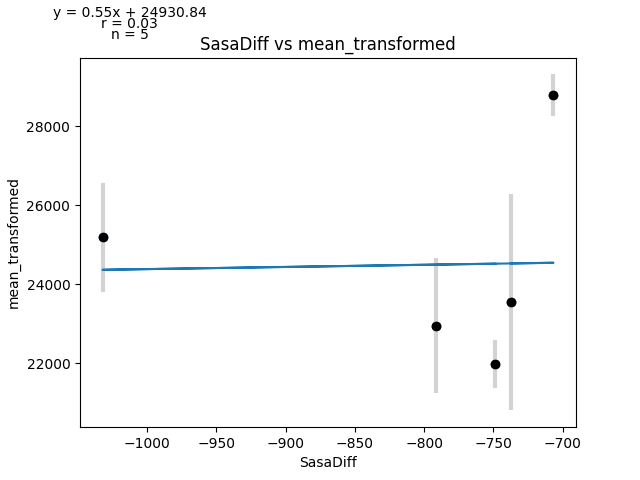 y = 0.55x + 24930.84
r = 0.03
n = 5
SasaDiff vs mean_transformed
mean_transformed
28000
26000
24000
22000
−1000
−950
−900
−850
−800
−750
−700
SasaDiff